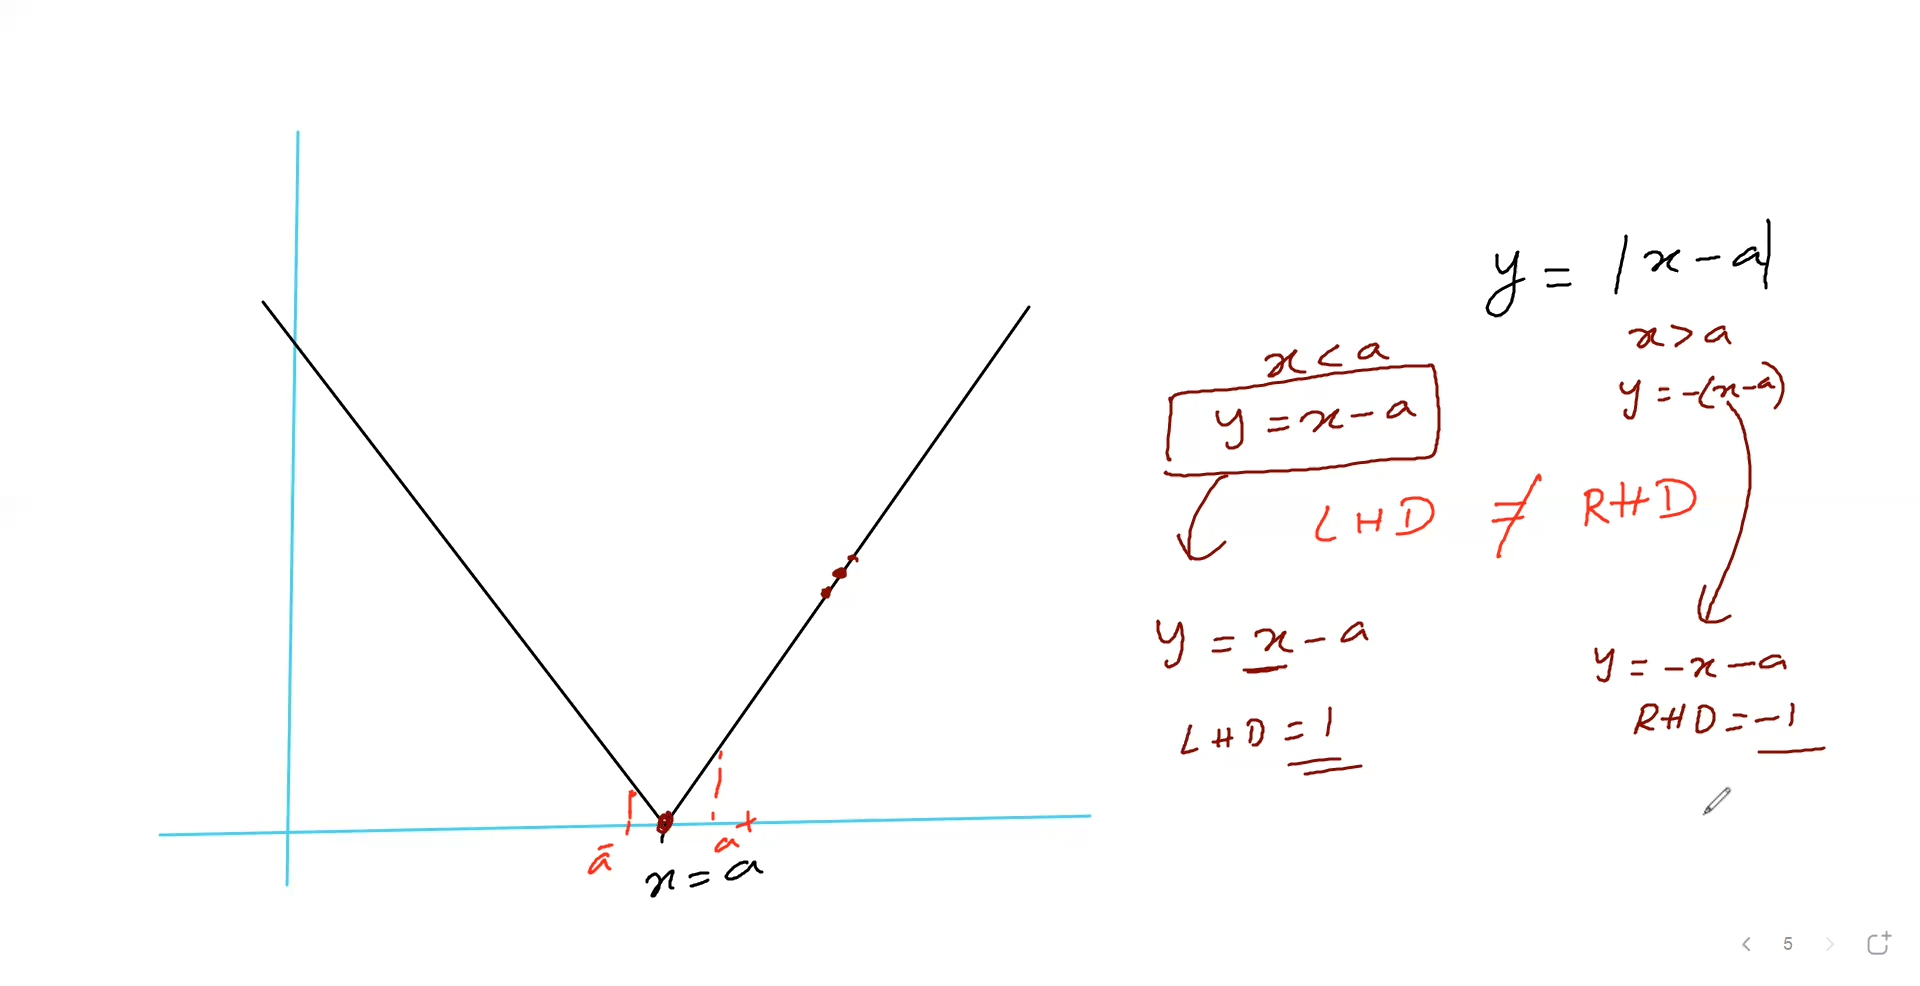 y = |x-a|
x > a
x < a
y = -(x-a)
y = x-a
LHD ≠ RHD
y = x-a
y = -x-a
LHD = 1
RHD = -1
a⁻
a⁺
x = a
5